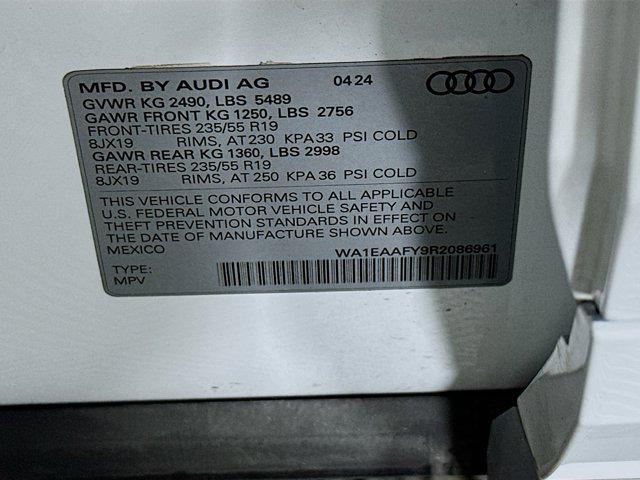 MFD. BY AUDI AG 04 24
GVWR KG 2490, LBS 5489
GAWR FRONT KG 1250, LBS 2756
FRONT-TIRES 235/55 R19
8JX19 RIMS, AT 230 KPA 33 PSI COLD
GAWR REAR KG 1360, LBS 2998
REAR-TIRES 235/55 R19
8JX19 RIMS, AT 250 KPA 36 PSI COLD
THIS VEHICLE CONFORMS TO ALL APPLICABLE
U.S. FEDERAL MOTOR VEHICLE SAFETY AND
THEFT PREVENTION STANDARDS IN EFFECT ON
THE DATE OF MANUFACTURE SHOWN ABOVE.
MEXICO WA1EAAFY9R2086961
TYPE:
MPV